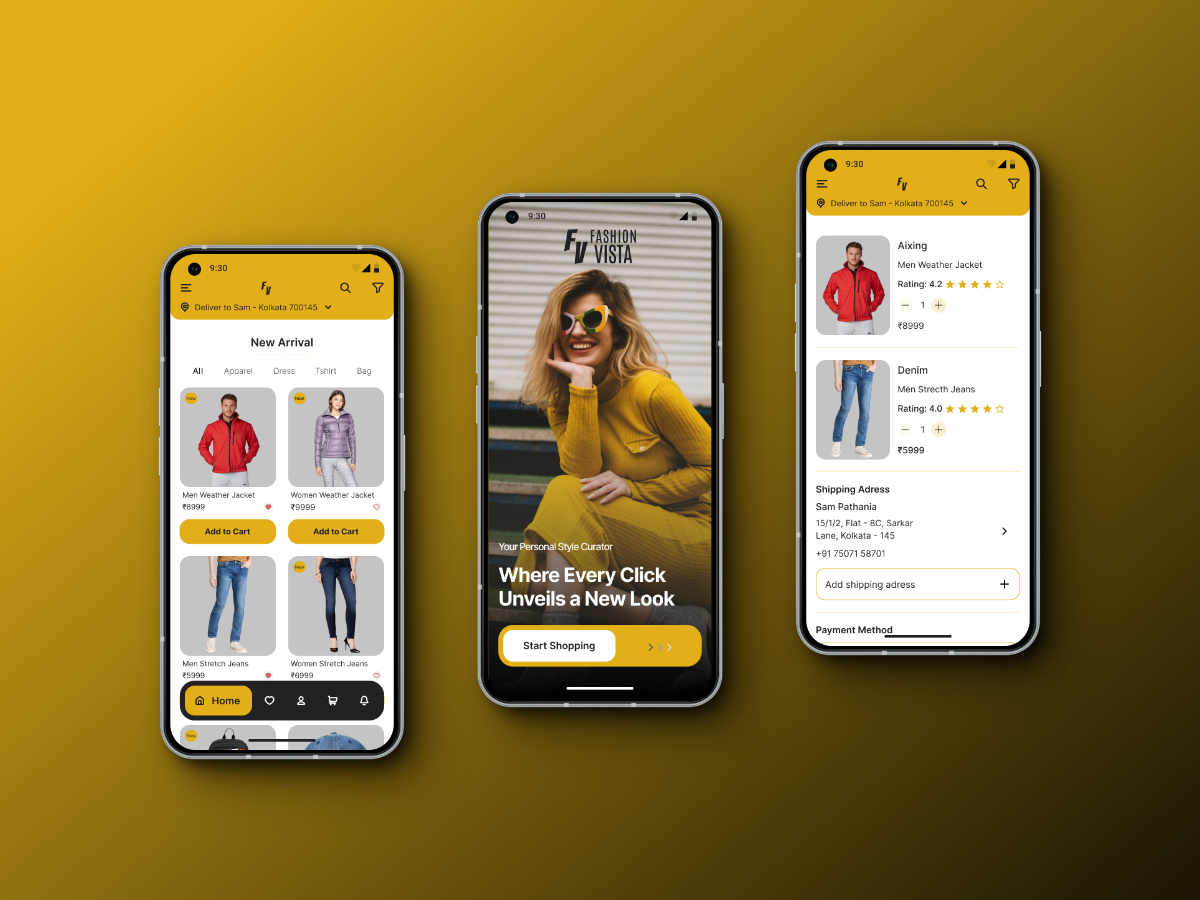 9:30
FV
Deliver to Sam - Kolkata 700145
New Arrival
All Apparel Dress Tshirt Bag
New
Men Weather Jacket
₹8999
Add to Cart
Women Weather Jacket
₹9999
Add to Cart
Men Stretch Jeans
₹5999
New
Women Stretch Jeans
₹6999
Home
New
9:30
FV FASHION
VISTA
Your Personal Style Curator
Where Every Click
Unveils a New Look
Start Shopping
9:30
FV
Deliver to Sam - Kolkata 700145
Aixing
Men Weather Jacket
Rating: 4.2
1
₹8999
Denim
Men Strecth Jeans
Rating: 4.0
1
₹5999
Shipping Adress
Sam Pathania
15/1/2, Flat - 8C, Sarkar
Lane, Kolkata - 145
+91 75071 58701
Add shipping adress
Payment Method